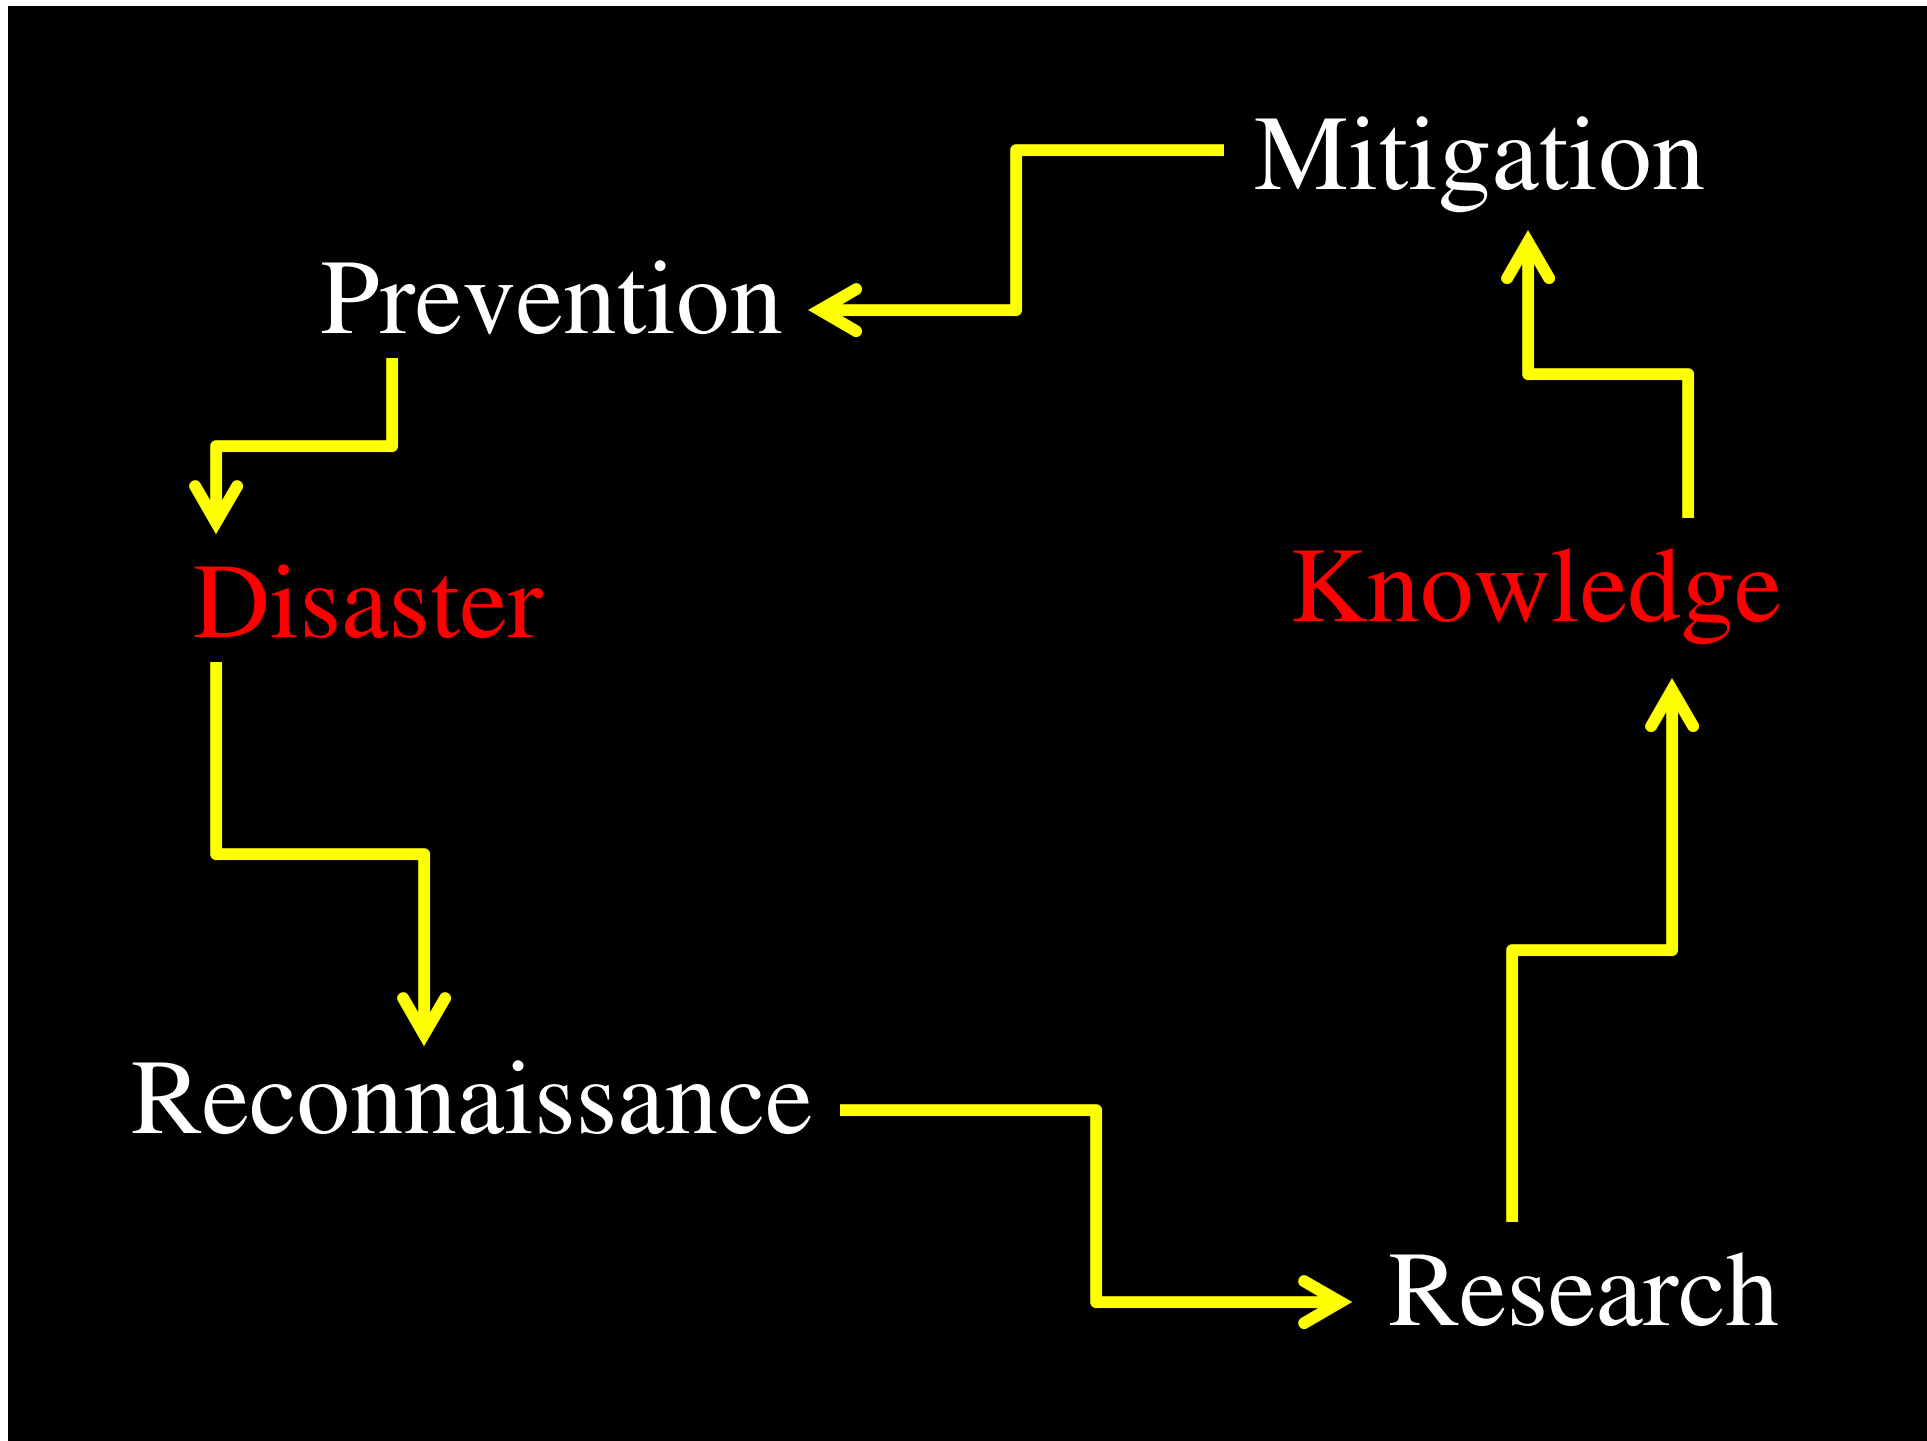 Mitigation
Prevention
Disaster
Knowledge
Reconnaissance
Research